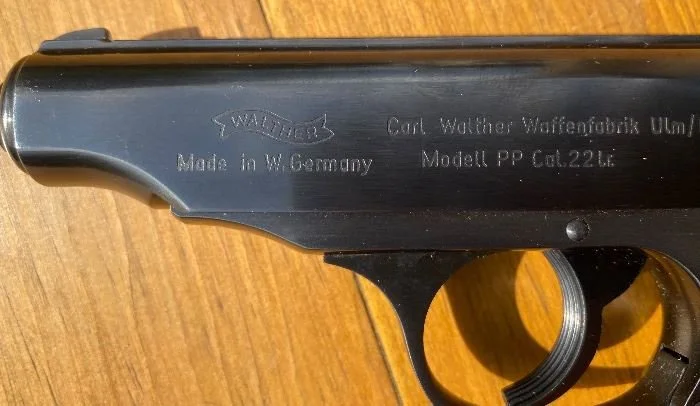 WALTHER
Made in W.Germany
Carl Walther Waffenfabrik Ulm/
Modell PP Cal.22 l.r.